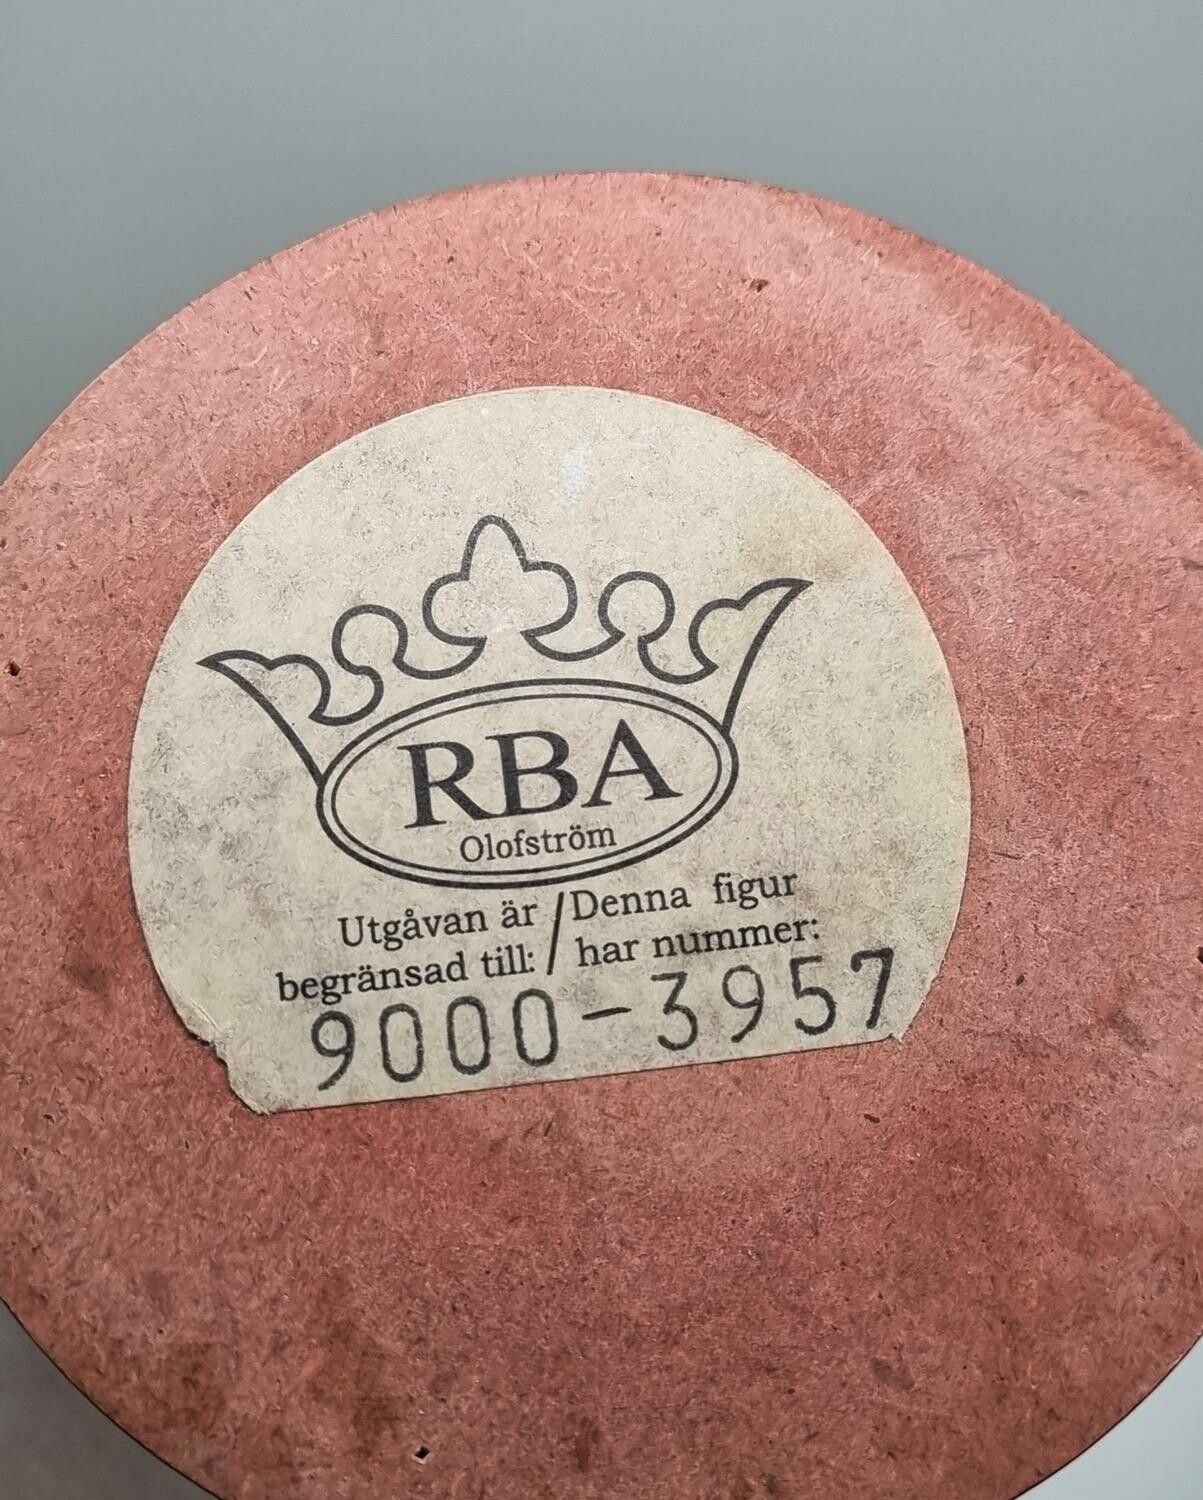 RBA
Olofström
Utgåvan är / Denna figur
begränsad till: / har nummer:
9000-3957